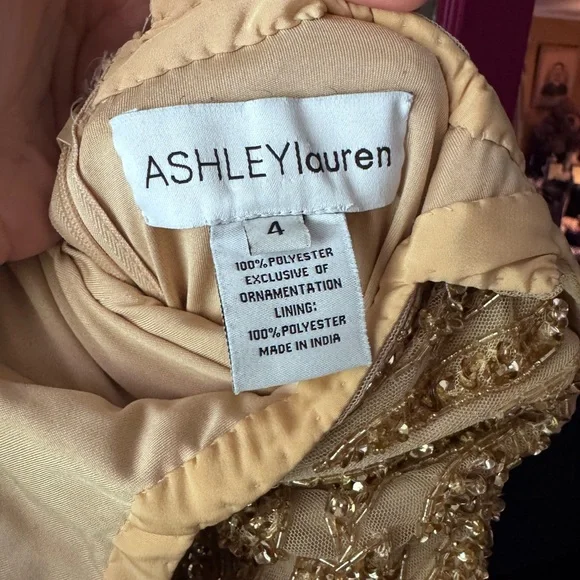 ASHLEYlauren
4
100% POLYESTER
EXCLUSIVE OF
ORNAMENTATION
LINING:
100% POLYESTER
MADE IN INDIA